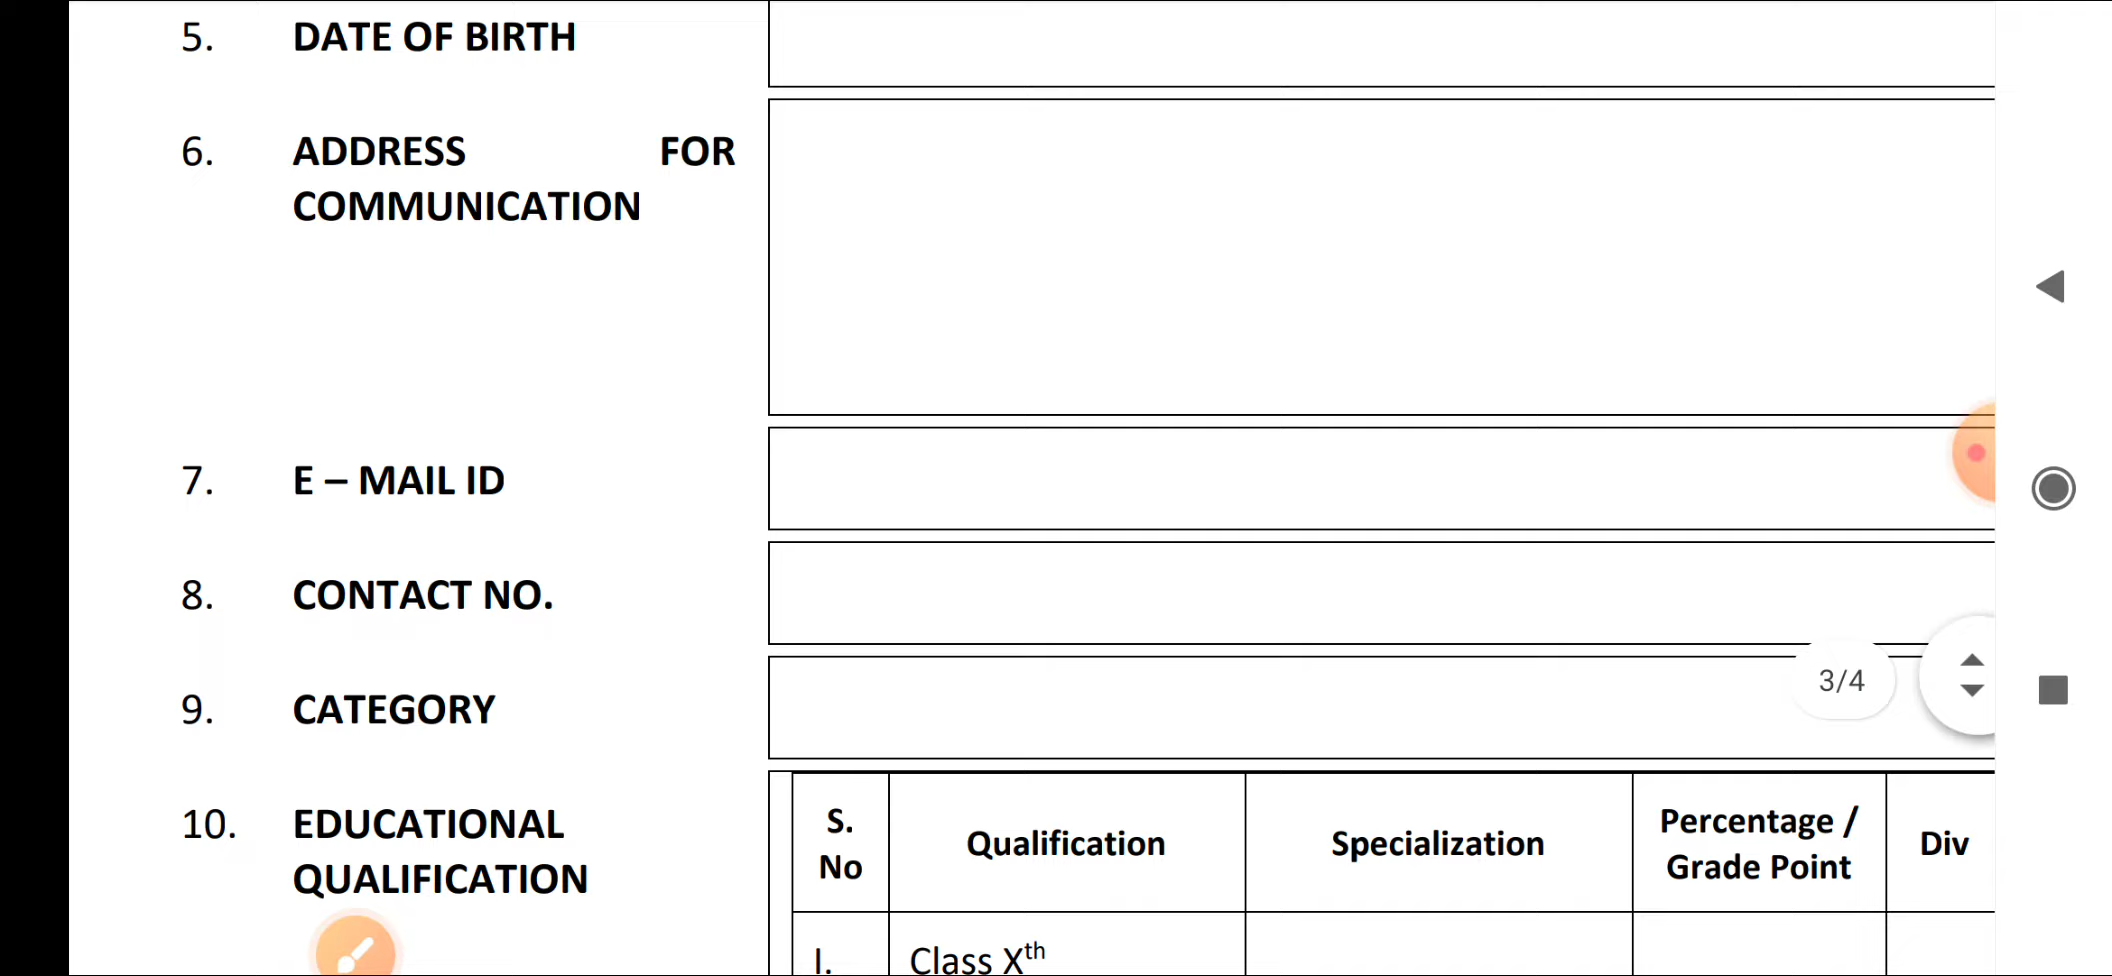 5. DATE OF BIRTH
6. ADDRESS FOR
COMMUNICATION
7. E – MAIL ID
8. CONTACT NO.
3/4
9. CATEGORY
10. EDUCATIONAL
QUALIFICATION
S.
No
Qualification
Specialization
Percentage /
Grade Point
Div
I. Class Xth